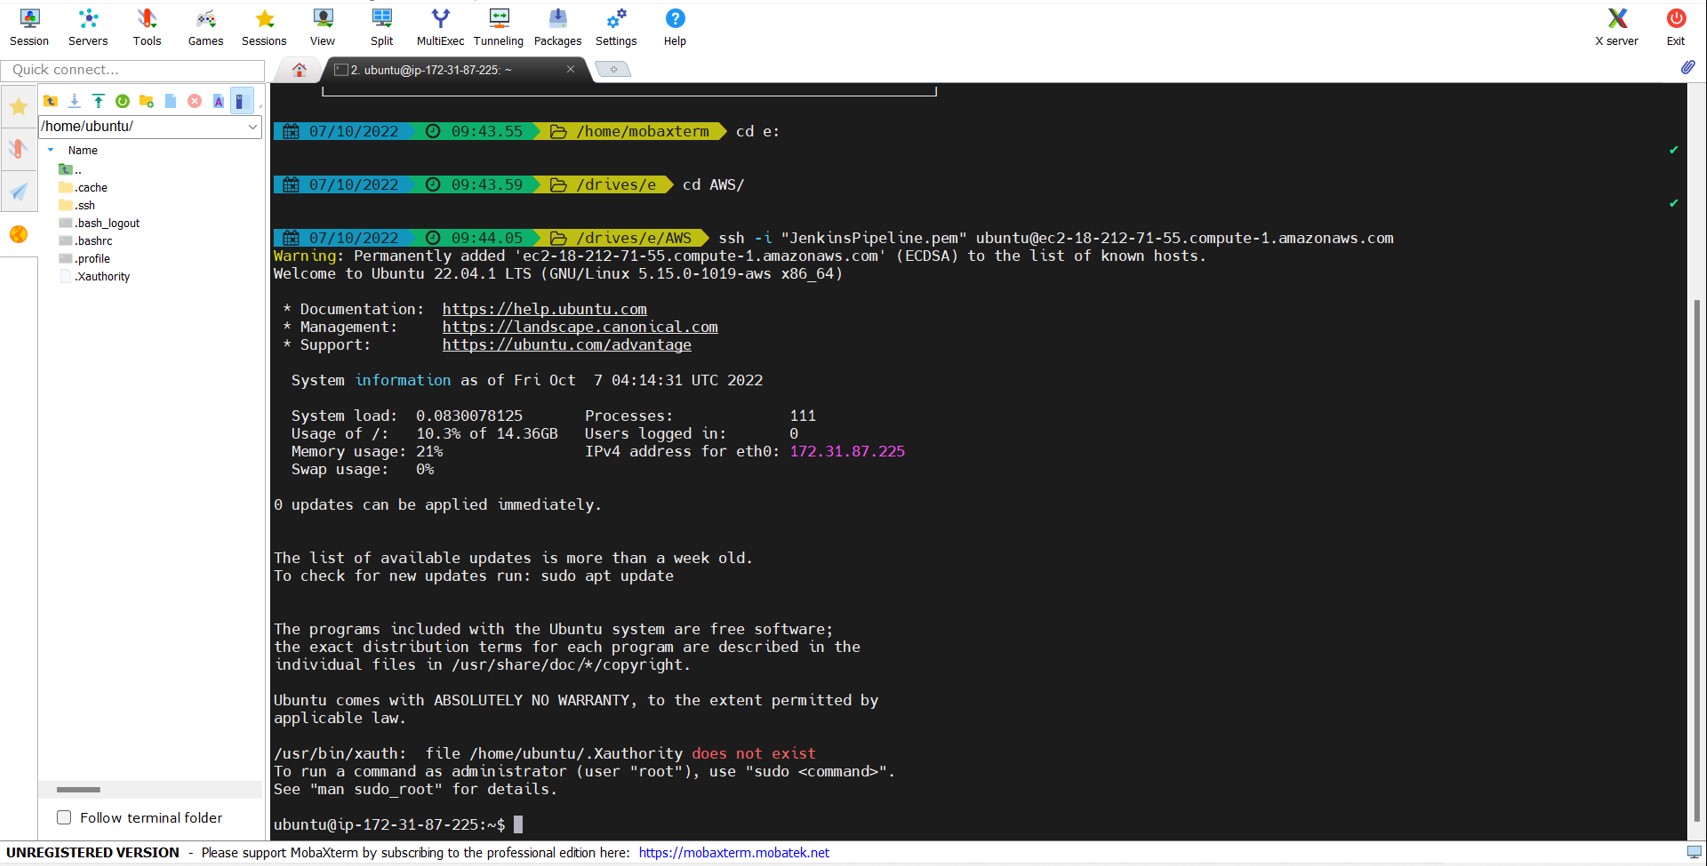 Session Servers Tools Games Sessions View Split MultiExec Tunneling Packages Settings Help X server Exit
Quick connect...
2. ubuntu@ip-172-31-87-225: ~
/home/ubuntu/
Name
..
.cache
.ssh
.bash_logout
.bashrc
.profile
.Xauthority
Follow terminal folder
07/10/2022 09:43.55 /home/mobaxterm cd e:
07/10/2022 09:43.59 /drives/e cd AWS/
07/10/2022 09:44.05 /drives/e/AWS ssh -i "JenkinsPipeline.pem" ubuntu@ec2-18-212-71-55.compute-1.amazonaws.com
Warning: Permanently added 'ec2-18-212-71-55.compute-1.amazonaws.com' (ECDSA) to the list of known hosts.
Welcome to Ubuntu 22.04.1 LTS (GNU/Linux 5.15.0-1019-aws x86_64)
* Documentation: https://help.ubuntu.com
* Management: https://landscape.canonical.com
* Support: https://ubuntu.com/advantage
System information as of Fri Oct 7 04:14:31 UTC 2022
System load: 0.0830078125 Processes: 111
Usage of /: 10.3% of 14.36GB Users logged in: 0
Memory usage: 21% IPv4 address for eth0: 172.31.87.225
Swap usage: 0%
0 updates can be applied immediately.
The list of available updates is more than a week old.
To check for new updates run: sudo apt update
The programs included with the Ubuntu system are free software;
the exact distribution terms for each program are described in the
individual files in /usr/share/doc/*/copyright.
Ubuntu comes with ABSOLUTELY NO WARRANTY, to the extent permitted by
applicable law.
/usr/bin/xauth: file /home/ubuntu/.Xauthority does not exist
To run a command as administrator (user "root"), use "sudo <command>".
See "man sudo_root" for details.
ubuntu@ip-172-31-87-225:~$
UNREGISTERED VERSION - Please support MobaXterm by subscribing to the professional edition here: https://mobaxterm.mobatek.net